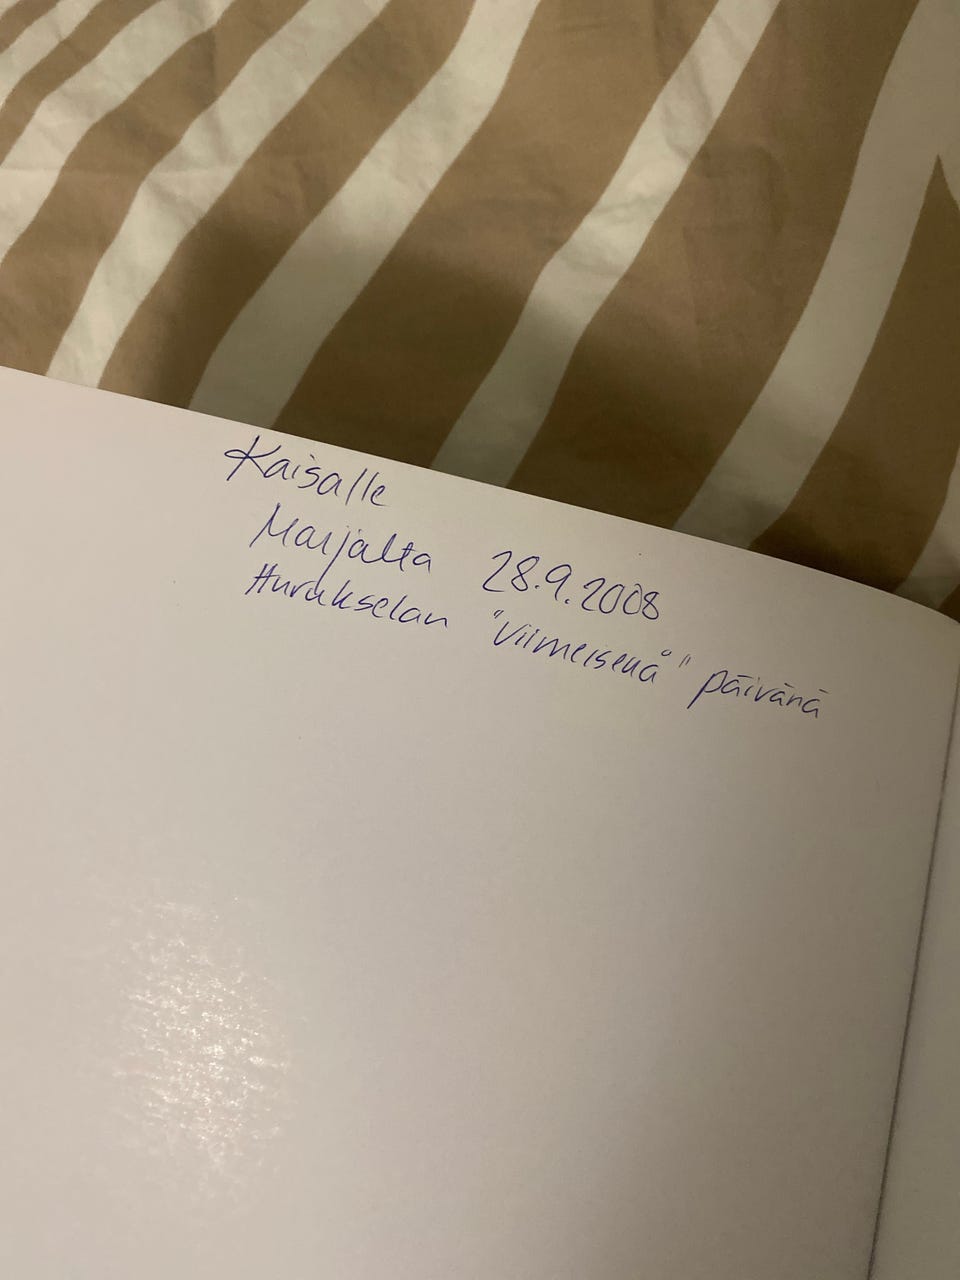 Kaisalle
Marjalta 28.9.2008
Hurukselan "viimeisenä" päivänä